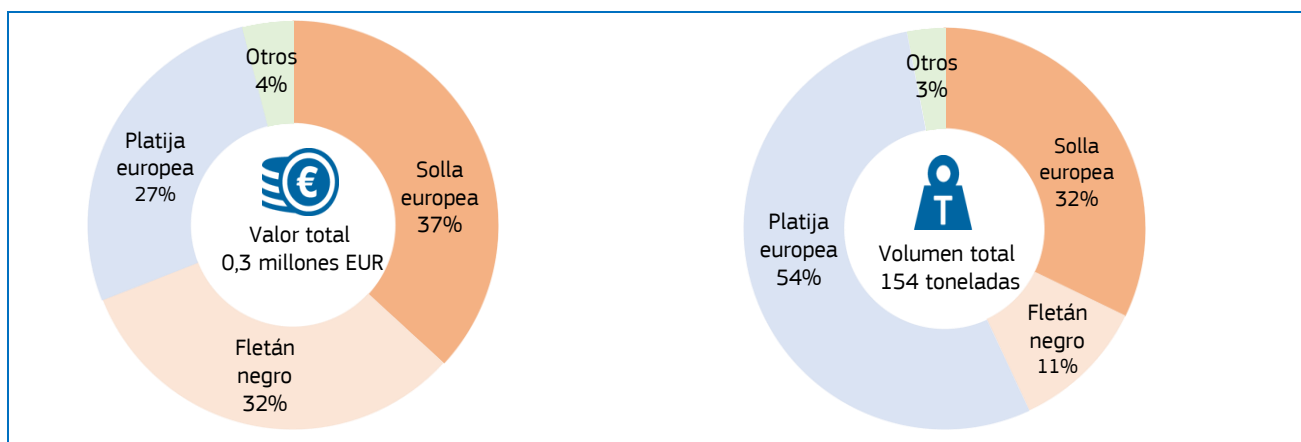 Otros
4%
Platija
europea
27%
Solla
europea
37%
€
Valor total
0,3 millones EUR
Fletán
negro
32%
Otros
3%
Solla
europea
32%
T
Platija
europea
54%
Volumen total
154 toneladas
Fletán
negro
11%